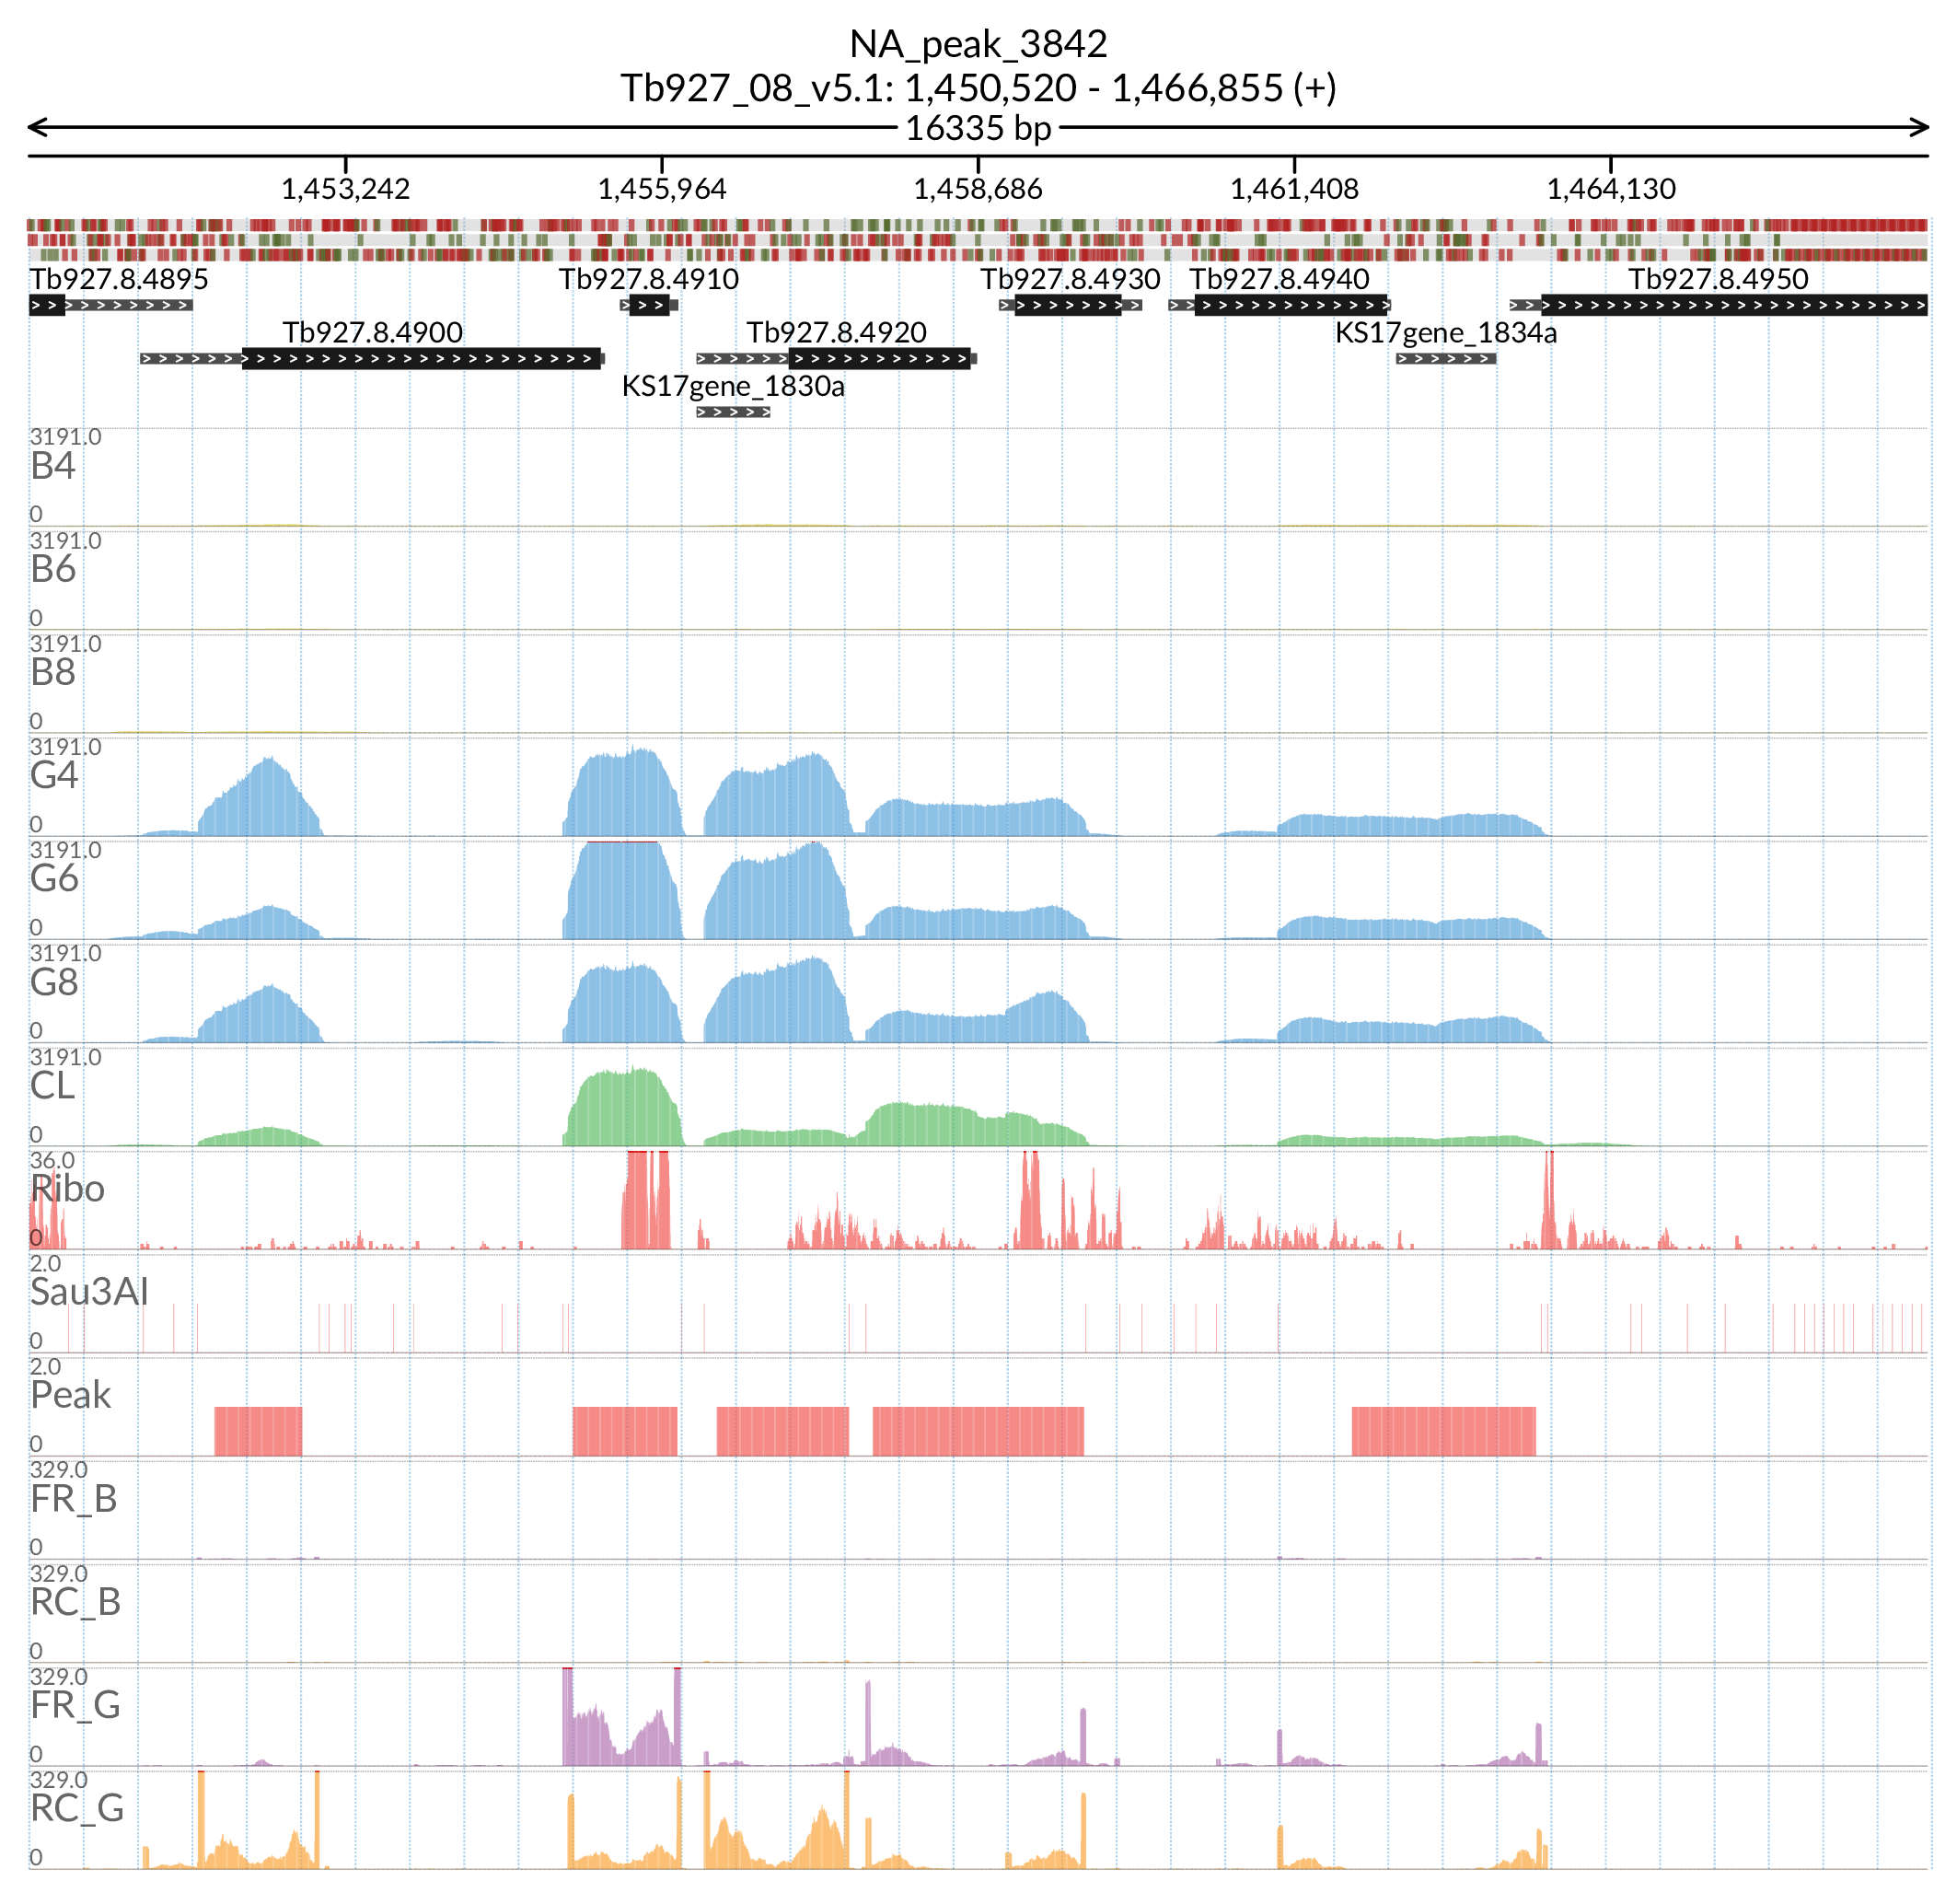 NA_peak_3842
Tb927_08_v5.1: 1,450,520 - 1,466,855 (+)
16335 bp
1,453,242 1,455,964 1,458,686 1,461,408 1,464,130
Tb927.8.4895 Tb927.8.4910 Tb927.8.4930 Tb927.8.4940 Tb927.8.4950
Tb927.8.4900 Tb927.8.4920 KS17gene_1834a
KS17gene_1830a
3191.0
B4
0
3191.0
B6
0
3191.0
B8
0
3191.0
G4
0
3191.0
G6
0
3191.0
G8
0
3191.0
CL
0
36.0
Ribo
0
2.0
Sau3AI
0
2.0
Peak
0
329.0
FR_B
0
329.0
RC_B
0
329.0
FR_G
0
329.0
RC_G
0